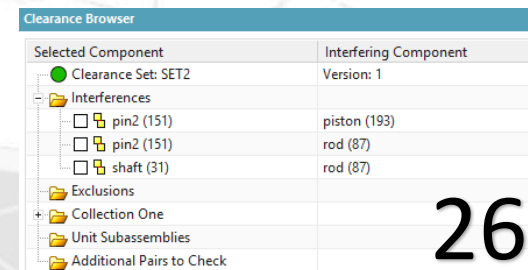 Clearance Browser
Selected Component Interfering Component
Clearance Set: SET2 Version: 1
Interferences
pin2 (151) piston (193)
pin2 (151) rod (87)
shaft (31) rod (87)
Exclusions
Collection One
Unit Subassemblies
Additional Pairs to Check
26